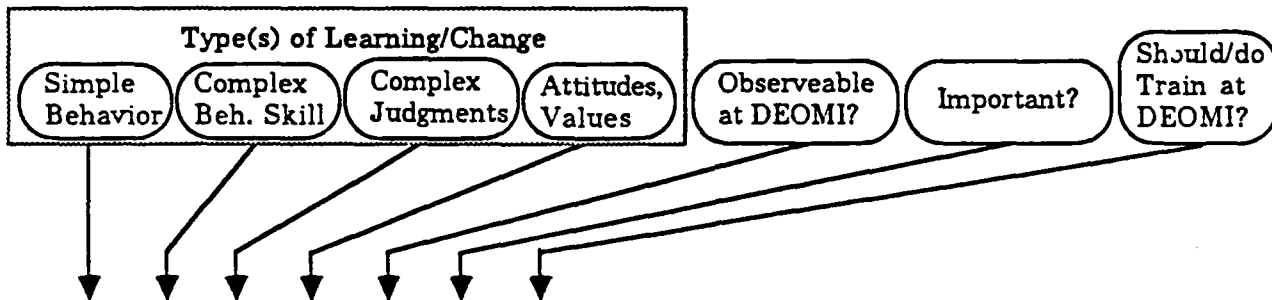 Type(s) of Learning/Change
Simple
Behavior
Complex
Beh. Skill
Complex
Judgments
Attitudes,
Values
Observeable
at DEOMI?
Important?
Should/do
Train at
DEOMI?